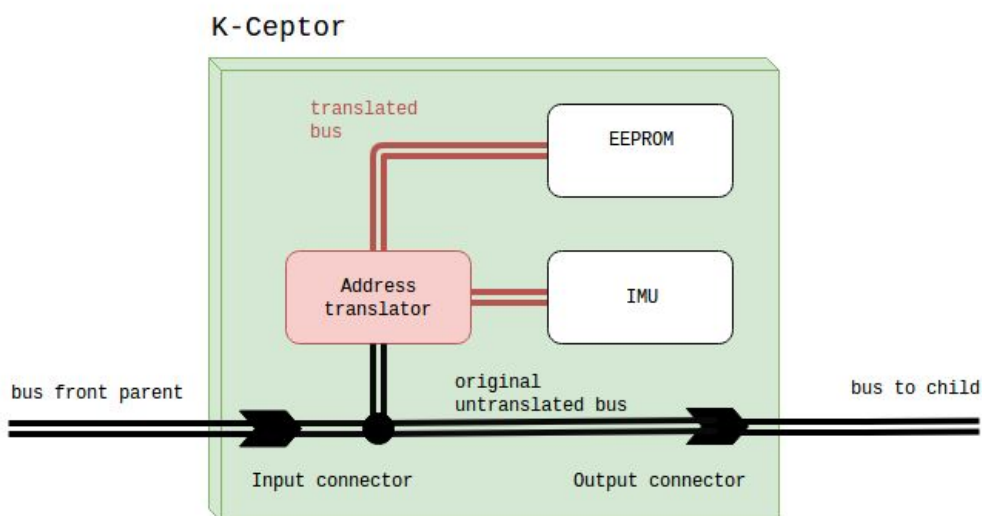 K-Ceptor
translated
bus
EEPROM
Address
translator
IMU
bus front parent
original
untranslated bus
bus to child
Input connector
Output connector